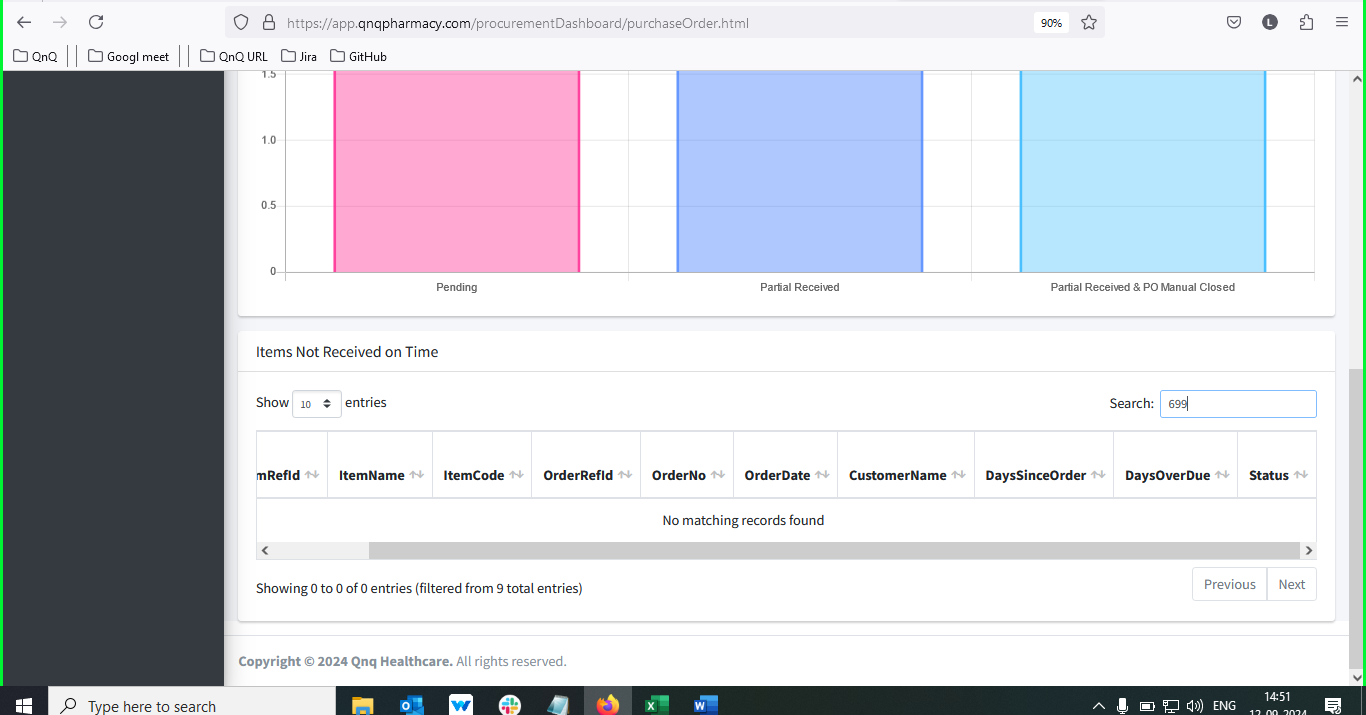 https://app.qnqpharmacy.com/procurementDashboard/purchaseOrder.html 90% L
QnQ Googl meet QnQ URL Jira GitHub
1.5
1.0
0.5
0
Pending Partial Received Partial Received & PO Manual Closed
Items Not Received on Time
Show 10 entries Search: 699
mRefId ItemName ItemCode OrderRefId OrderNo OrderDate CustomerName DaysSinceOrder DaysOverDue Status
No matching records found
Showing 0 to 0 of 0 entries (filtered from 9 total entries) Previous Next
Copyright © 2024 Qnq Healthcare. All rights reserved.
Type here to search ENG 14:51
12-09-2024